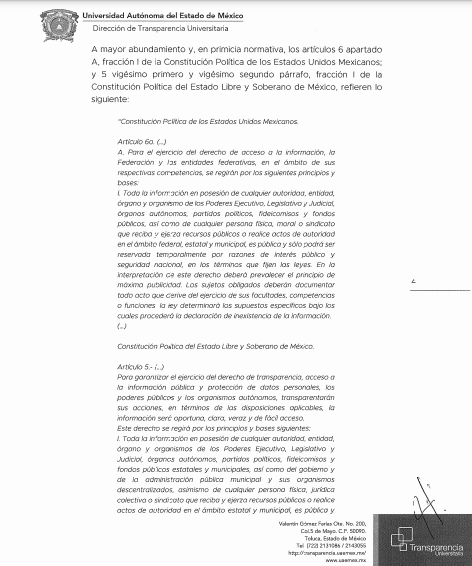 Universidad Autónoma del Estado de México
Dirección de Transparencia Universitaria
A mayor abundamiento y, en primicia normativa, los artículos 6 apartado
A, fracción I de la Constitución Política de los Estados Unidos Mexicanos;
y 5 vigésimo primero y vigésimo segundo párrafo, fracción I de la
Constitución Política del Estado Libre y Soberano de México, refieren lo
siguiente:
"Constitución Política de los Estados Unidos Mexicanos.
Artículo 6o. (...)
A. Para el ejercicio del derecho de acceso a la información, la
Federación y las entidades federativas, en el ámbito de sus
respectivas competencias, se regirán por los siguientes principios y
bases:
I. Toda la información en posesión de cualquier autoridad, entidad,
órgano y organismo de los Poderes Ejecutivo, Legislativo y Judicial,
órganos autónomos, partidos políticos, fideicomisos y fondos
públicos, así como de cualquier persona física, moral o sindicato
que reciba y ejerza recursos públicos o realice actos de autoridad
en el ámbito federal, estatal y municipal, es pública y sólo podrá ser
reservada temporalmente por razones de interés público y
seguridad nacional, en los términos que fijen las leyes. En la
interpretación de este derecho deberá prevalecer el principio de
máxima publicidad. Los sujetos obligados deberán documentar
todo acto que derive del ejercicio de sus facultades, competencias
o funciones, la ley determinará los supuestos específicos bajo los
cuales procederá la declaración de inexistencia de la información.
(...)
Constitución Política del Estado Libre y Soberano de México.
Artículo 5.- (...)
Para garantizar el ejercicio del derecho de transparencia, acceso a
la información pública y protección de datos personales, los
poderes públicos y los organismos autónomos, transparentarán
sus acciones, en términos de las disposiciones aplicables, la
información será oportuna, clara, veraz y de fácil acceso.
Este derecho se regirá por los principios y bases siguientes:
I. Toda la información en posesión de cualquier autoridad, entidad,
órgano y organismos de los Poderes Ejecutivo, Legislativo y
Judicial, órganos autónomos, partidos políticos, fideicomisos y
fondos públicos estatales y municipales, así como del gobierno y
de la administración pública municipal y sus organismos
descentralizados, asimismo de cualquier persona física, jurídica
colectiva o sindicato que reciba y ejerza recursos públicos o realice
actos de autoridad en el ámbito estatal y municipal, es pública y
Valentín Gómez Farías Ote. No. 200,
Col.5 de Mayo. C.P. 50090.
Toluca, Estado de México
Tel (722) 2131086 / 2143055
http://transparencia.uaemex.mx/
www.uaemex.mx
Transparencia
Universitaria